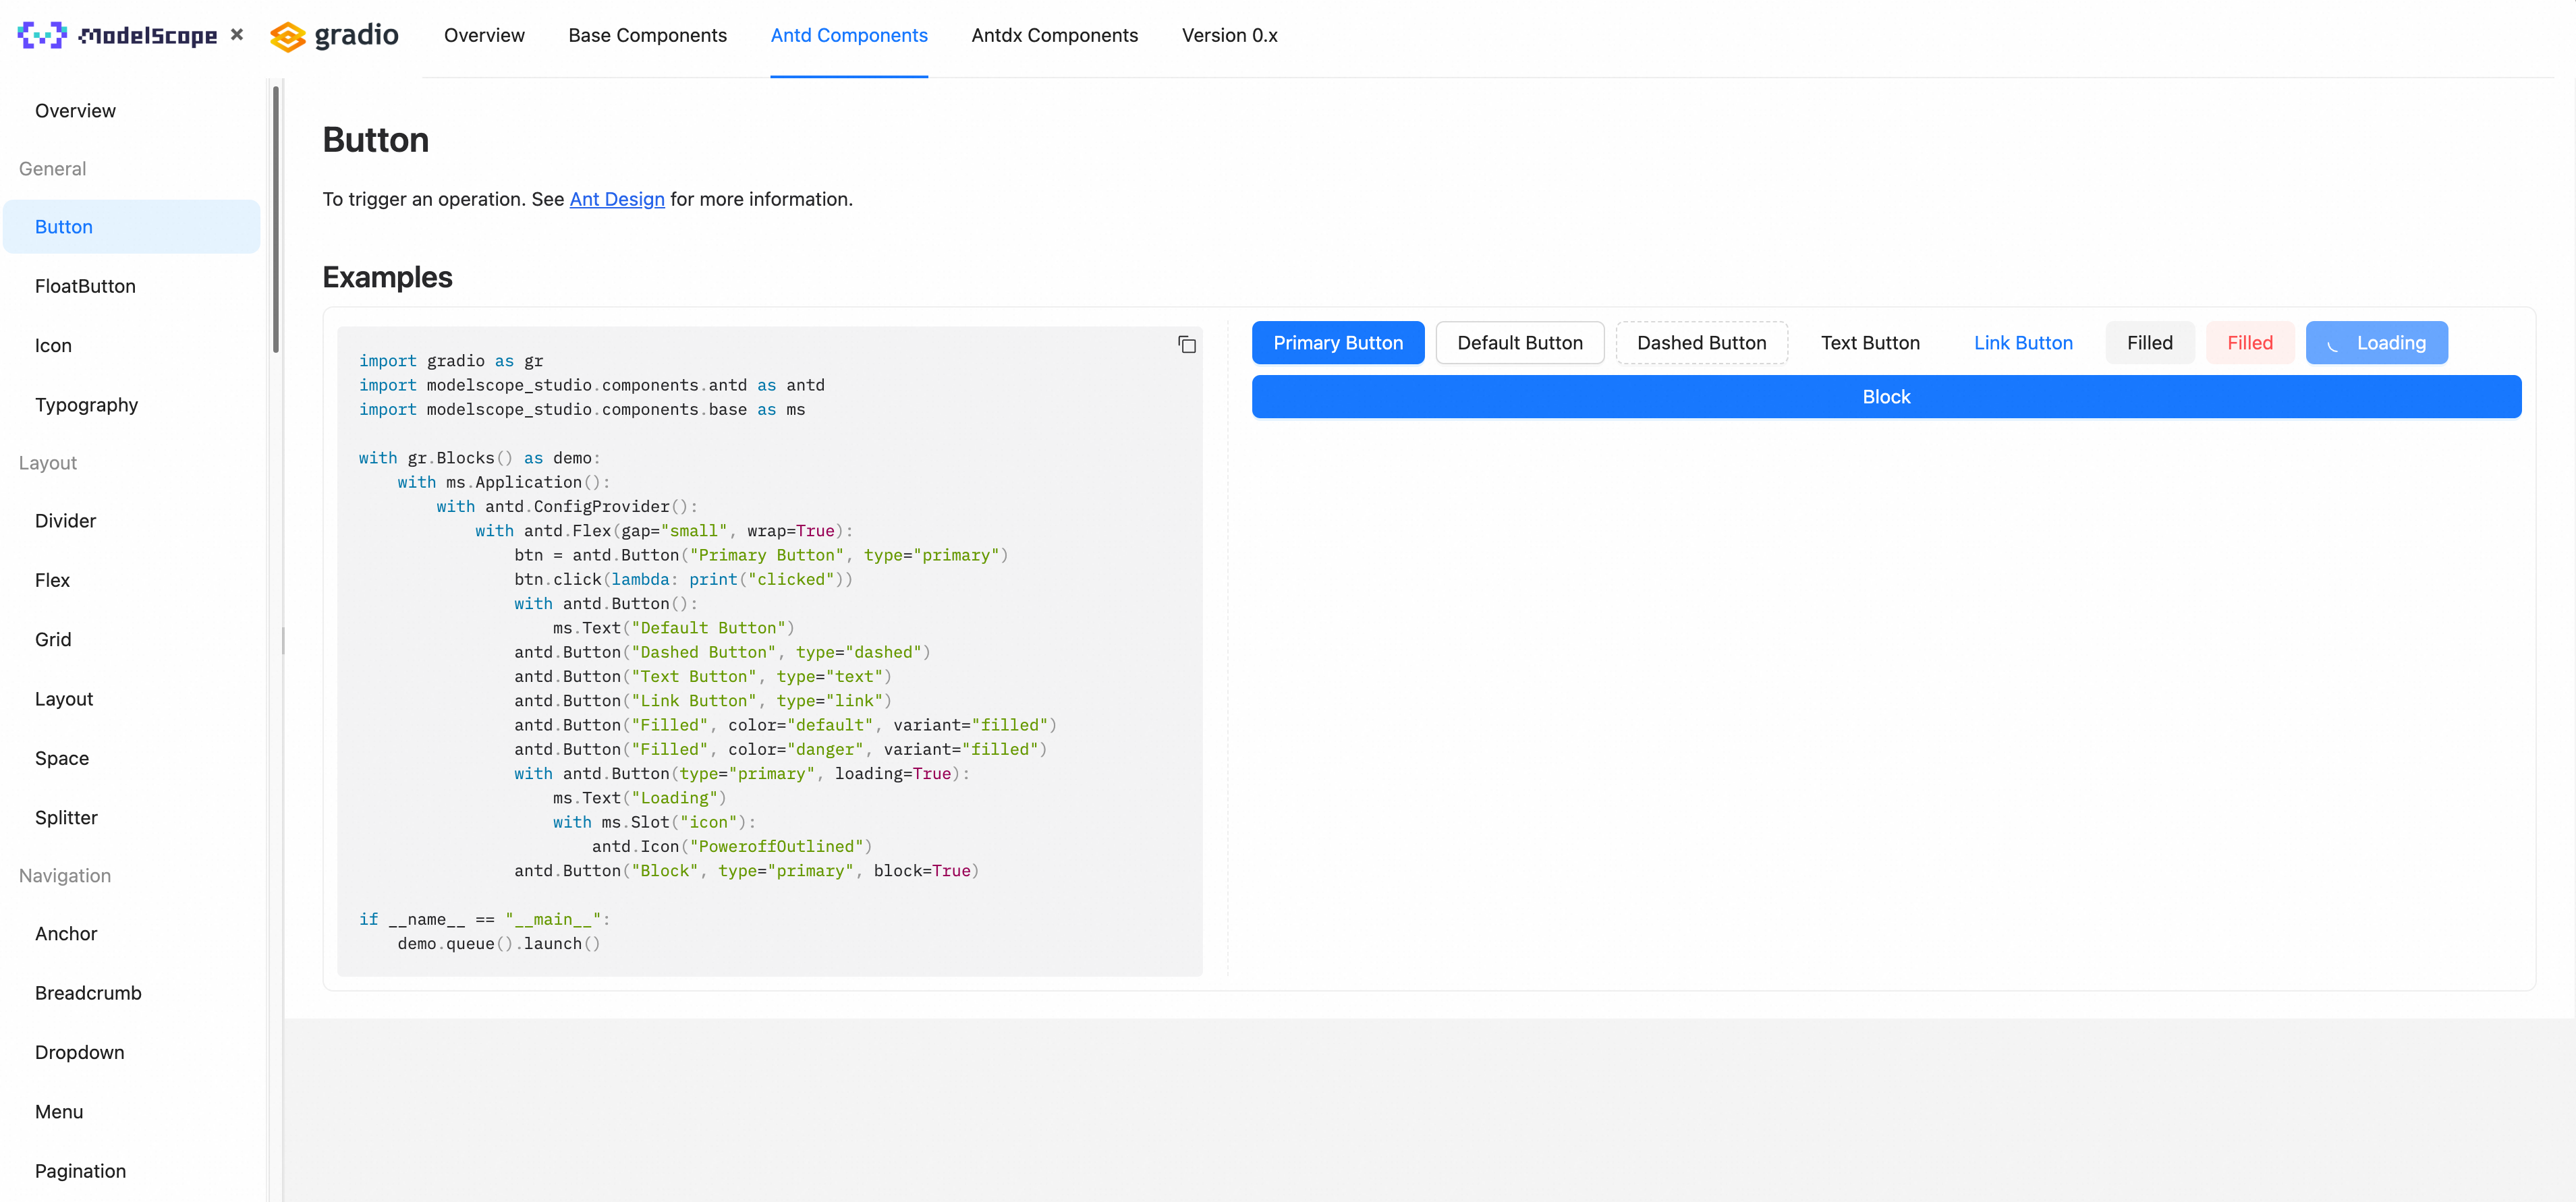 ModelScope × gradio
Overview Base Components Antd Components Antdx Components Version 0.x
Overview
General
Button
FloatButton
Icon
Typography
Layout
Divider
Flex
Grid
Layout
Space
Splitter
Navigation
Anchor
Breadcrumb
Dropdown
Menu
Pagination
Button
To trigger an operation. See Ant Design for more information.
Examples
import gradio as gr
import modelscope_studio.components.antd as antd
import modelscope_studio.components.base as ms
with gr.Blocks() as demo:
    with ms.Application():
        with antd.ConfigProvider():
            with antd.Flex(gap="small", wrap=True):
                btn = antd.Button("Primary Button", type="primary")
                btn.click(lambda: print("clicked"))
                with antd.Button():
                    ms.Text("Default Button")
                antd.Button("Dashed Button", type="dashed")
                antd.Button("Text Button", type="text")
                antd.Button("Link Button", type="link")
                antd.Button("Filled", color="default", variant="filled")
                antd.Button("Filled", color="danger", variant="filled")
                with antd.Button(type="primary", loading=True):
                    ms.Text("Loading")
                    with ms.Slot("icon"):
                        antd.Icon("PoweroffOutlined")
                antd.Button("Block", type="primary", block=True)
if __name__ == "__main__":
    demo.queue().launch()
Primary Button Default Button Dashed Button Text Button Link Button Filled Filled Loading
Block